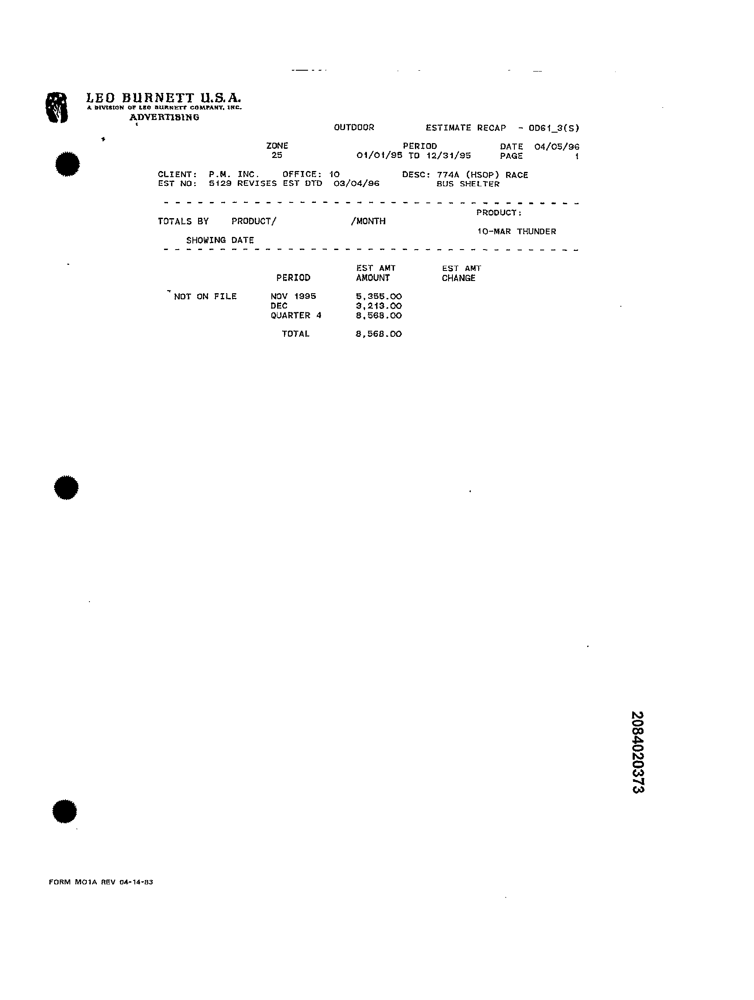 LEO BURNETT U.S.A.
A DIVISION OF LEO BURNETT COMPANY, INC.
ADVERTISING
OUTDOOR ESTIMATE RECAP - OD61_3(S)
ZONE PERIOD DATE 04/05/96
25 01/01/95 TO 12/31/95 PAGE 1
CLIENT: P.M. INC. OFFICE: 10 DESC: 774A (HSOP) RACE
EST NO: 5129 REVISES EST DTD 03/04/96 BUS SHELTER
PRODUCT:
TOTALS BY PRODUCT/ /MONTH
10-MAR THUNDER
SHOWING DATE
EST AMT EST AMT
PERIOD AMOUNT CHANGE
NOT ON FILE NOV 1995 5,355.00
DEC 3,213.00
QUARTER 4 8,568.00
TOTAL 8,568.00
2084020373
FORM MO1A REV 04-14-83